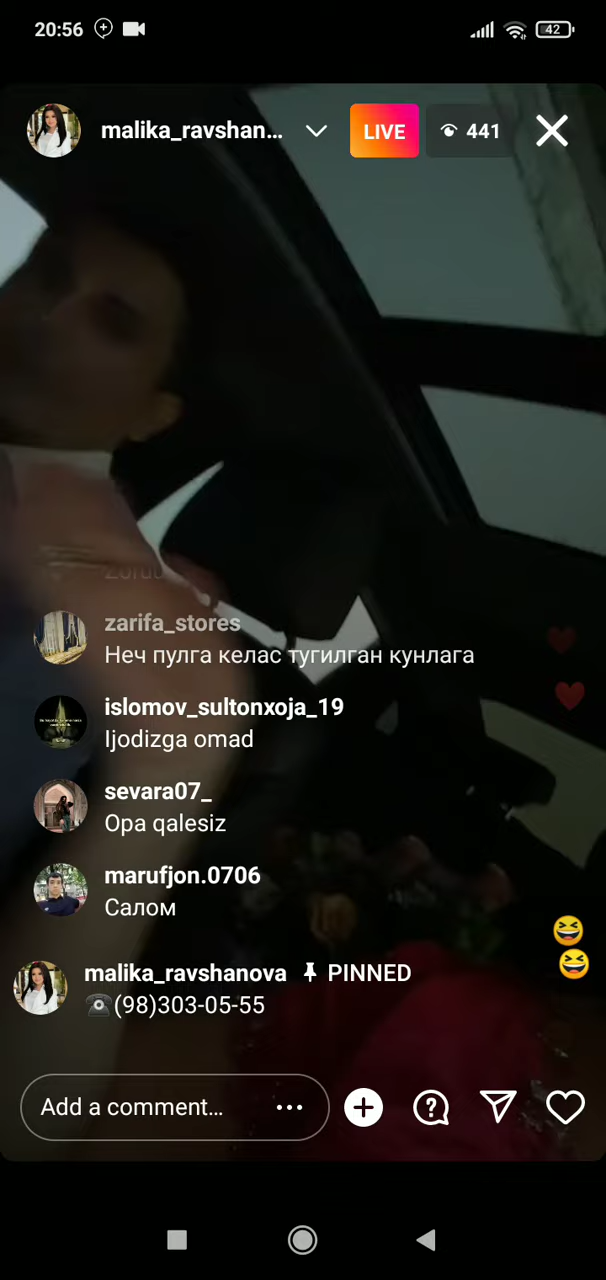 20:56
42
malika_ravshan...
LIVE
441
zarifa_stores
Неч пулга келас тугилган кунлага
islomov_sultonxoja_19
Ijodizga omad
sevara07_
Opa qalesiz
marufjon.0706
Салом
malika_ravshanova PINNED
☎(98)303-05-55
Add a comment...